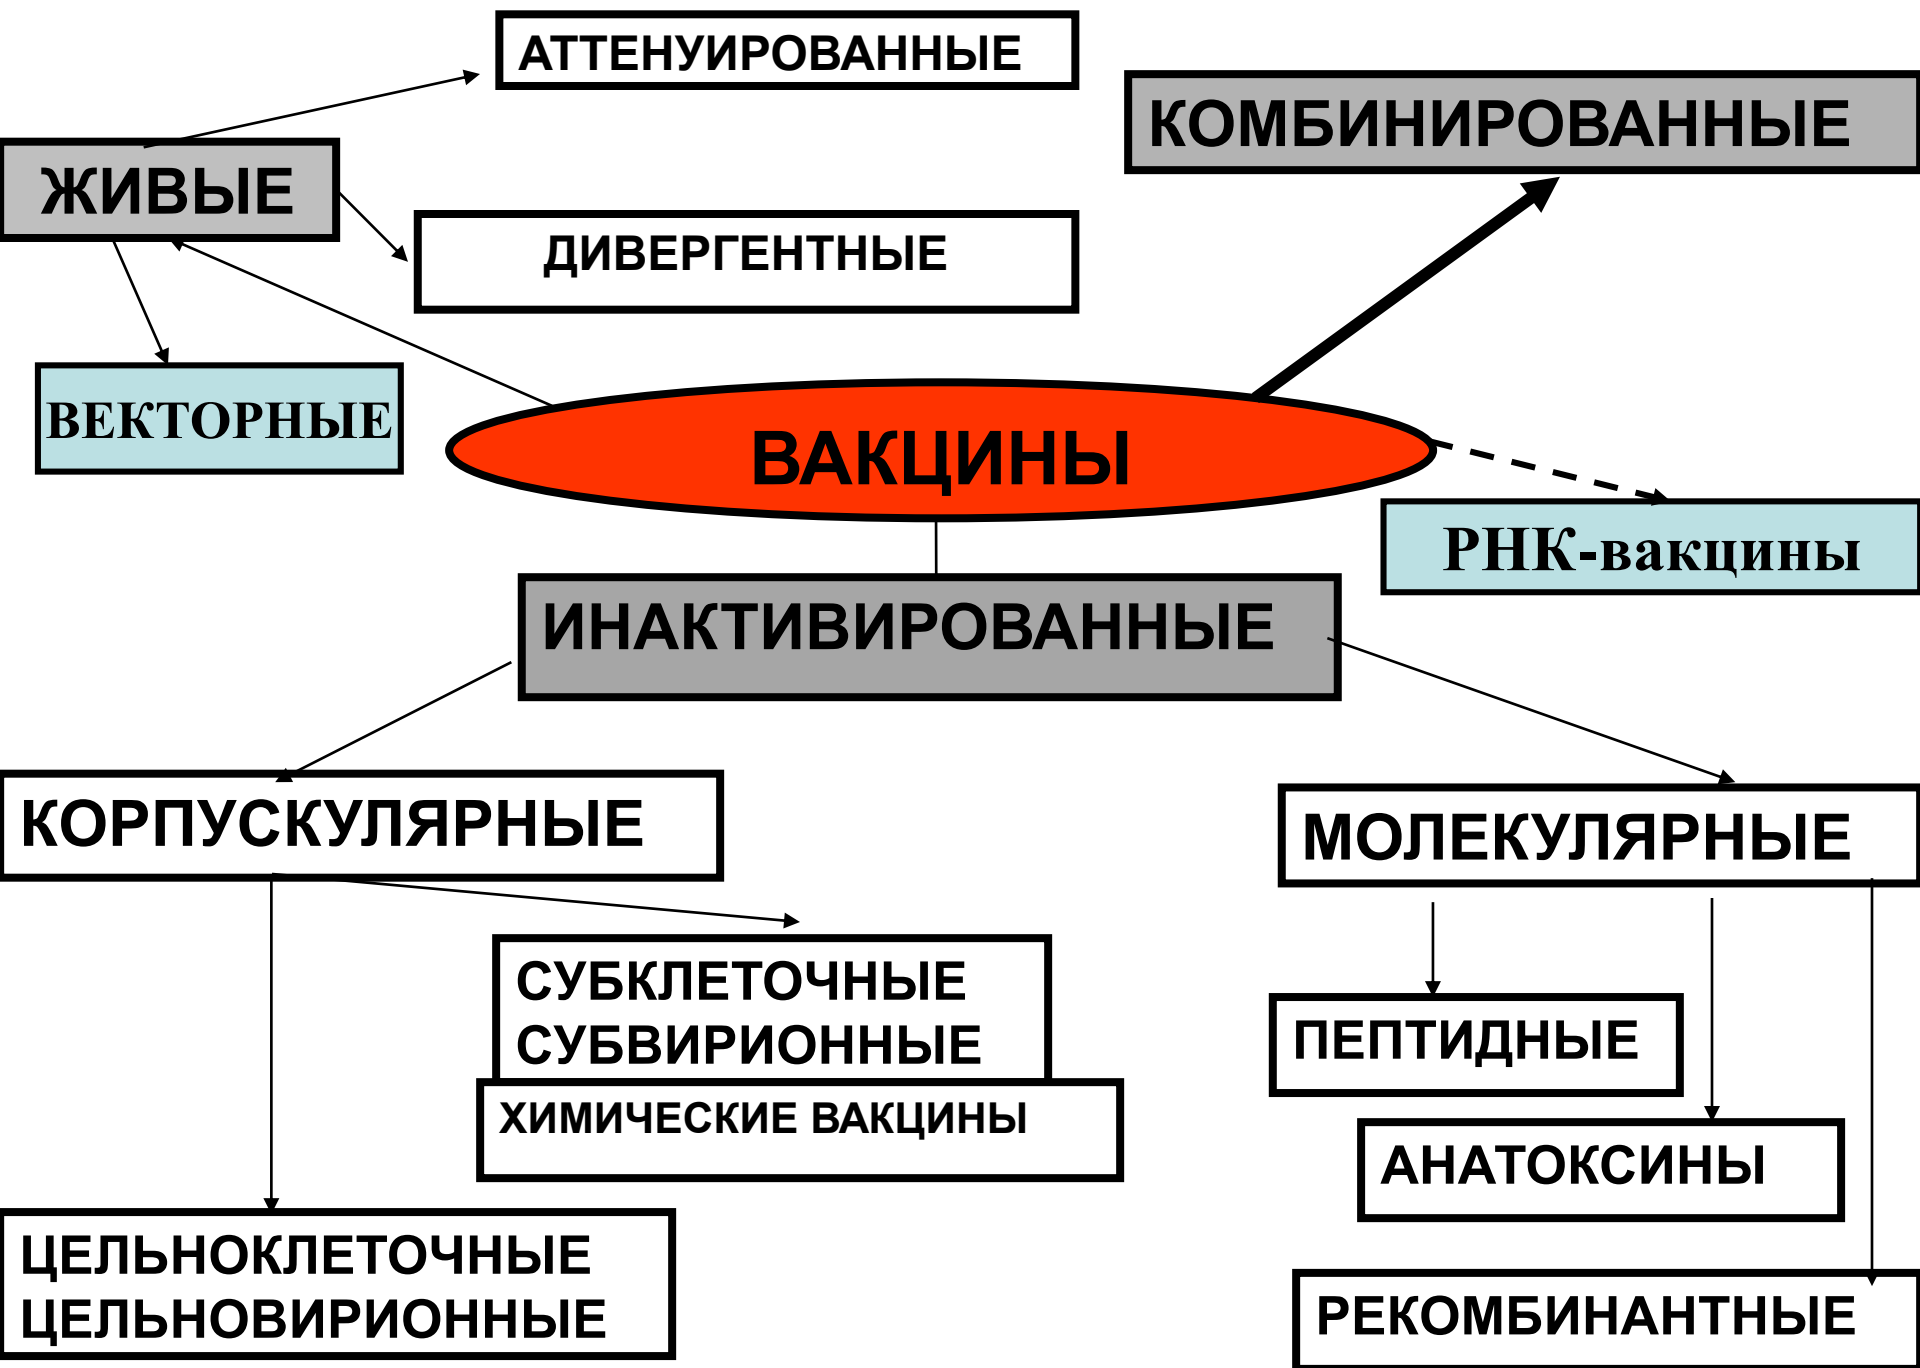 АТТЕНУИРОВАННЫЕ
КОМБИНИРОВАННЫЕ
ЖИВЫЕ
ДИВЕРГЕНТНЫЕ
ВЕКТОРНЫЕ
ВАКЦИНЫ
РНК-вакцины
ИНАКТИВИРОВАННЫЕ
КОРПУСКУЛЯРНЫЕ
МОЛЕКУЛЯРНЫЕ
СУБКЛЕТОЧНЫЕ
СУБВИРИОННЫЕ
ХИМИЧЕСКИЕ ВАКЦИНЫ
ПЕПТИДНЫЕ
АНАТОКСИНЫ
ЦЕЛЬНОКЛЕТОЧНЫЕ
ЦЕЛЬНОВИРИОННЫЕ
РЕКОМБИНАНТНЫЕ